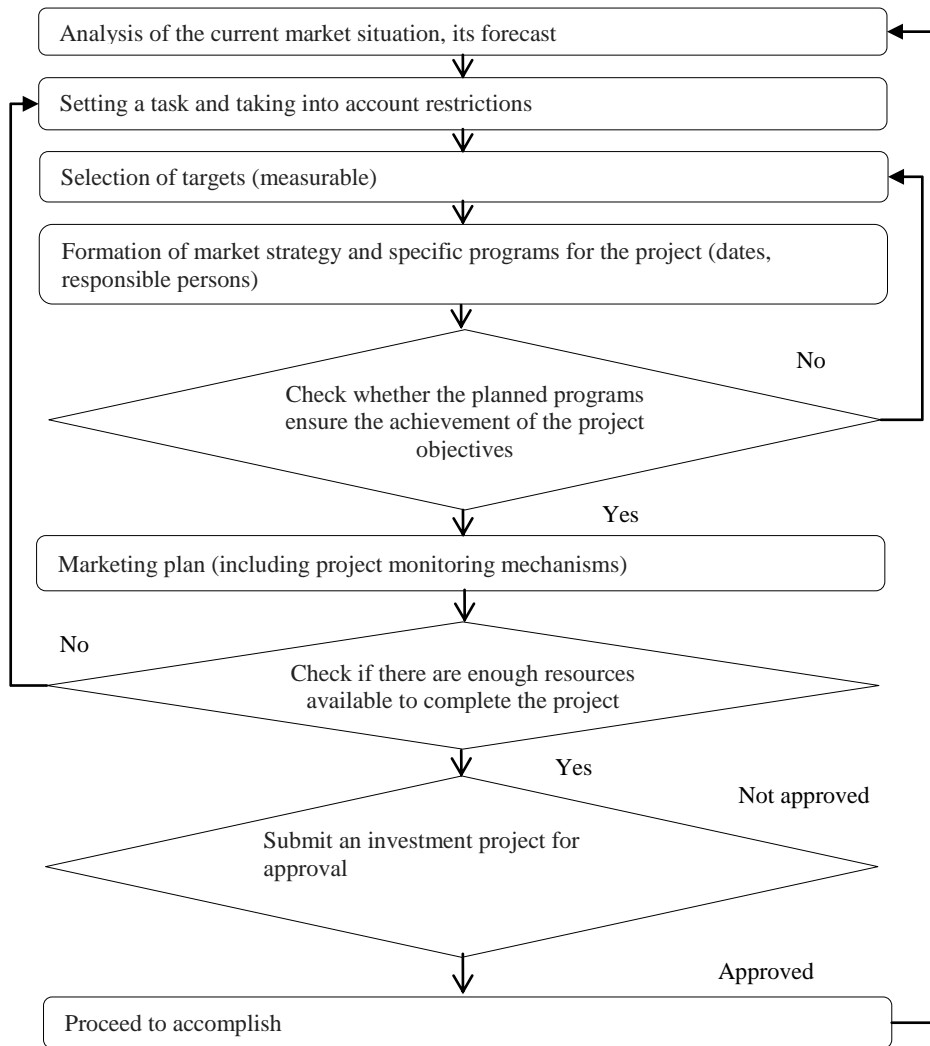 Analysis of the current market situation, its forecast
Setting a task and taking into account restrictions
Selection of targets (measurable)
Formation of market strategy and specific programs for the project (dates,
responsible persons)
No
Check whether the planned programs
ensure the achievement of the project
objectives
Yes
Marketing plan (including project monitoring mechanisms)
No
Check if there are enough resources
available to complete the project
Yes
Not approved
Submit an investment project for
approval
Approved
Proceed to accomplish